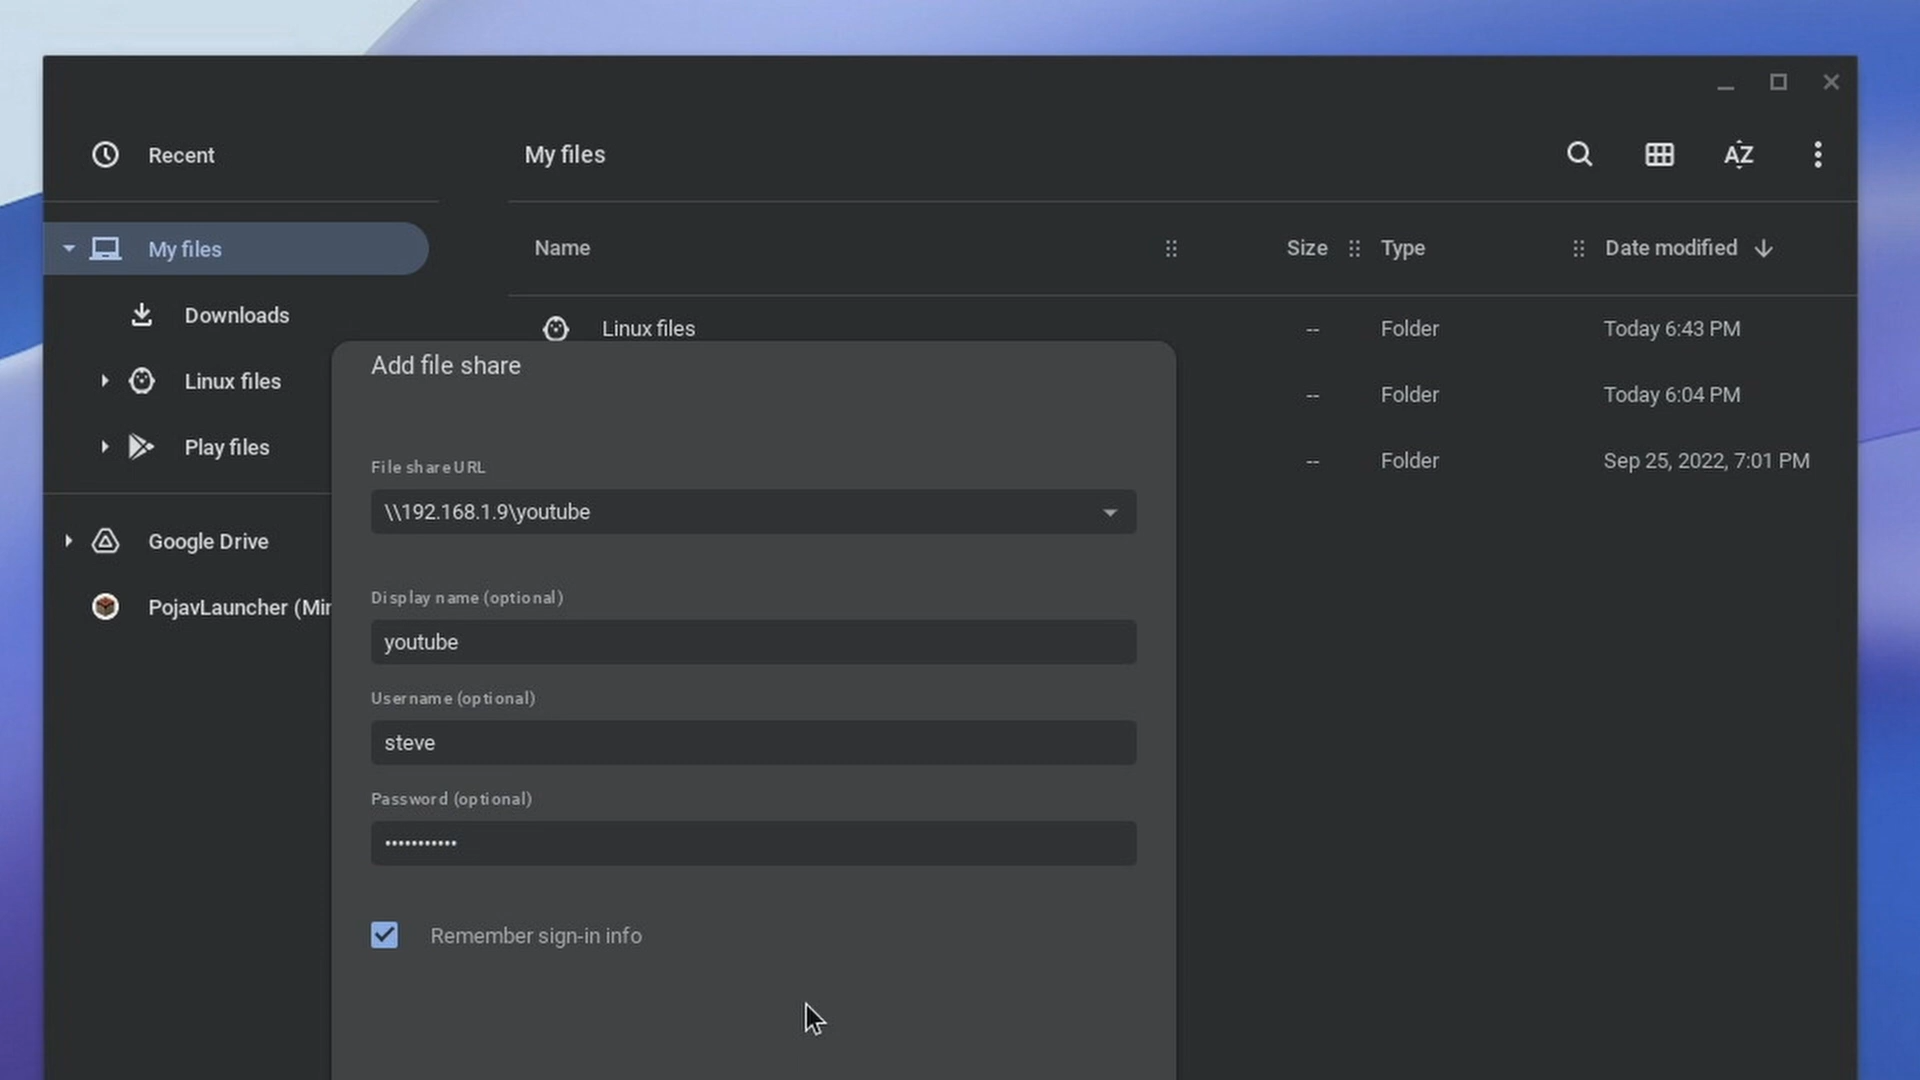 Recent
My files
My files
Downloads
Linux files
Play files
Google Drive
PojavLauncher (Mir
Name Size Type Date modified
Linux files -- Folder Today 6:43 PM
-- Folder Today 6:04 PM
-- Folder Sep 25, 2022, 7:01 PM
Add file share
File share URL
\\192.168.1.9\youtube
Display name (optional)
youtube
Username (optional)
steve
Password (optional)
•••••••••••
Remember sign-in info